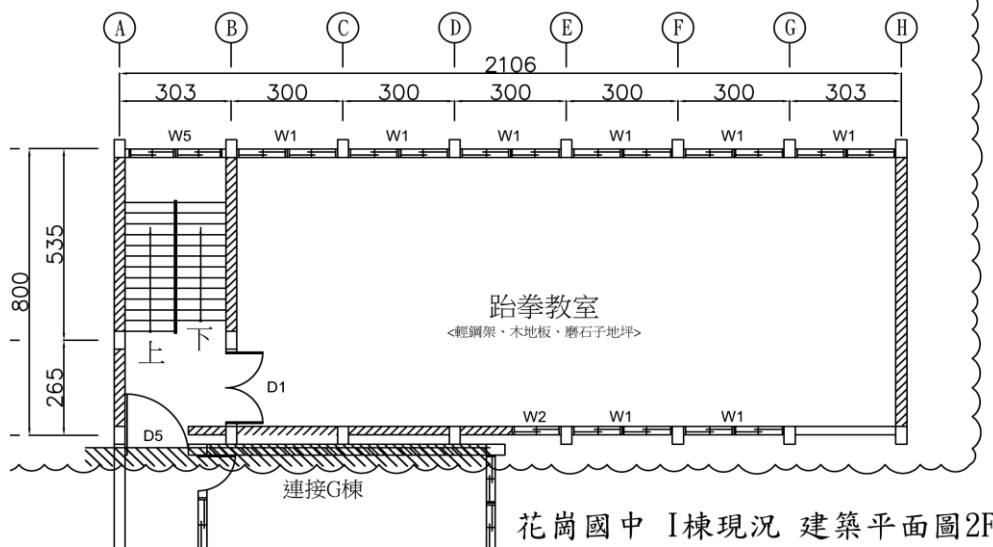 A B C D E F G H
2106
303 300 300 300 300 300 303
W5 W1 W1 W1 W1 W1 W1
535
800
跆拳教室
<輕鋼架、木地板、磨石子地坪>
上 下
265
D1
W2 W1 W1
D5
連接G棟
花崗國中 I棟現況 建築平面圖2F